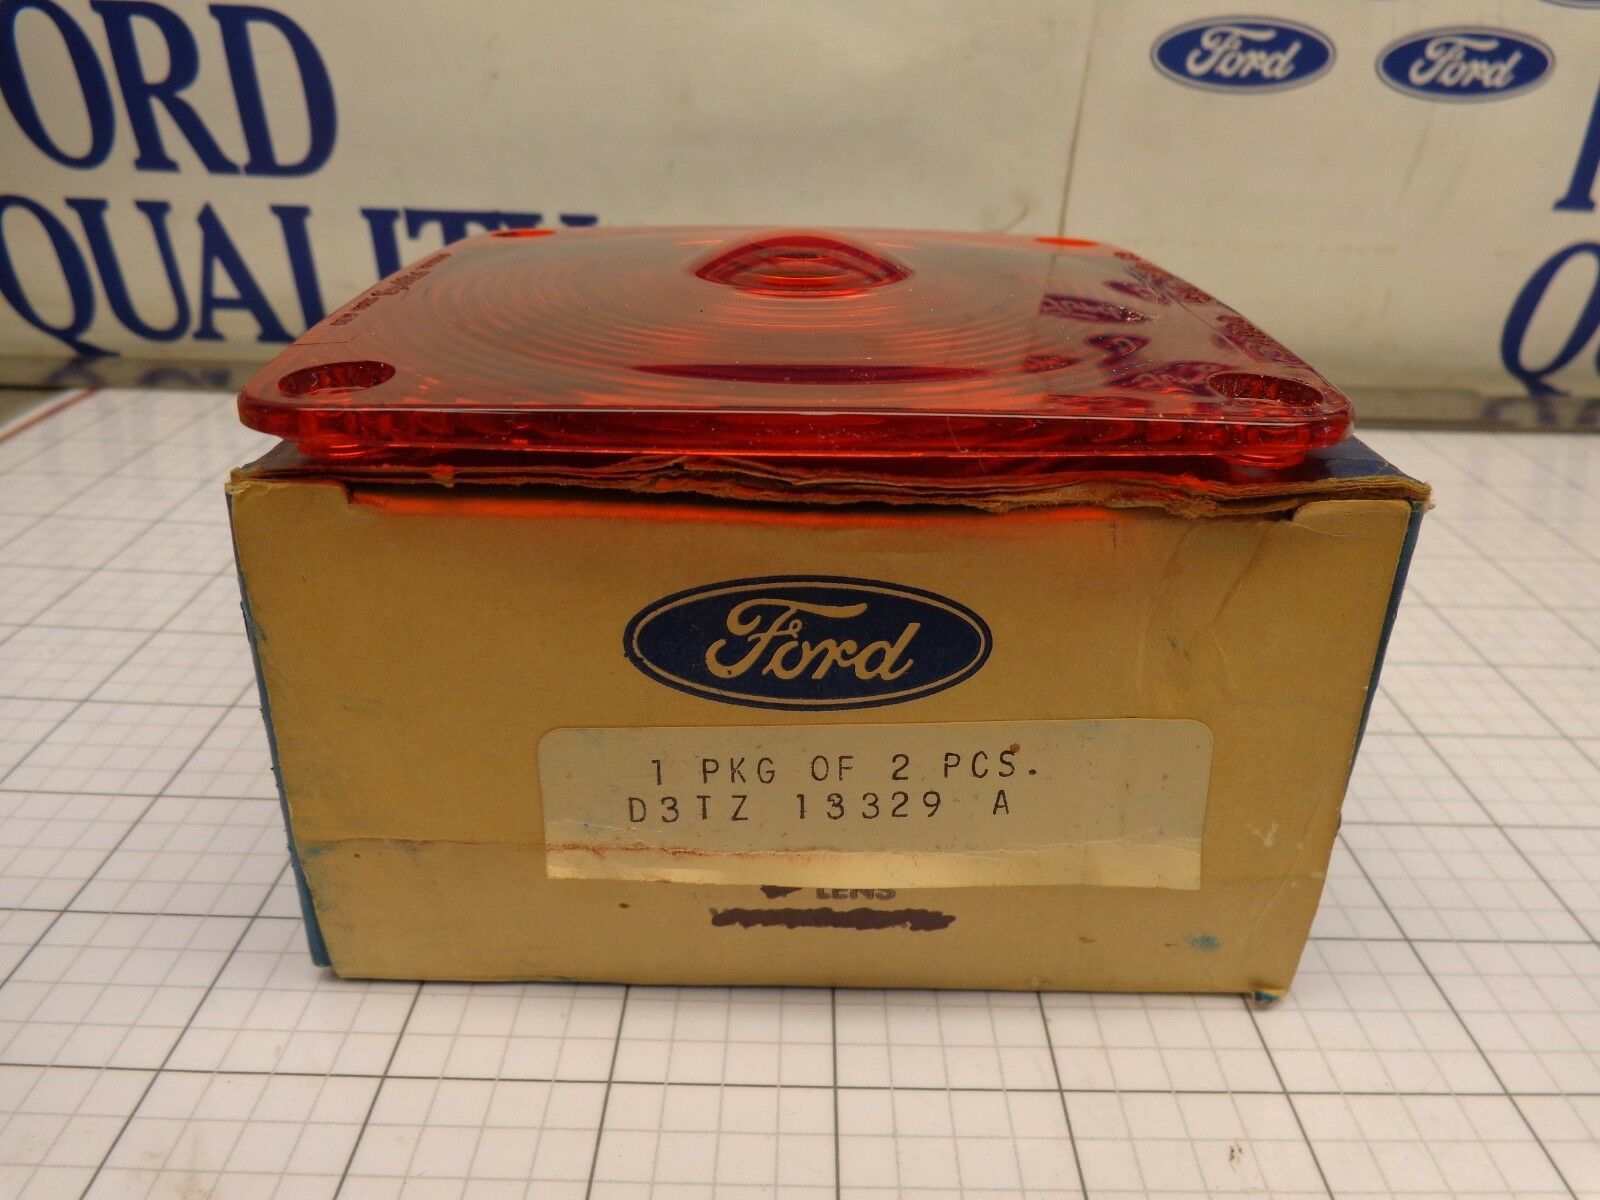 ORD
QUALITY
Ford
Ford
Ford
1 PKG OF 2 PCS.
D3TZ 13329 A
LENS